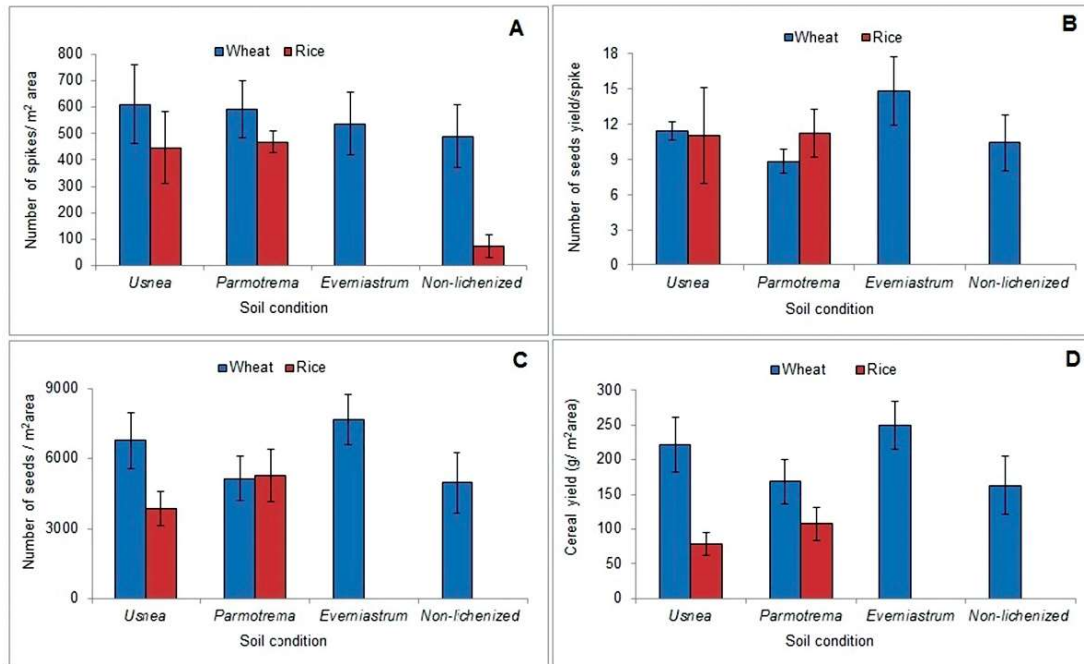 A
Wheat Rice
Number of spikes/ m² area
800
700
600
500
400
300
200
100
0
Usnea Parmotrema Everniastrum Non-lichenized
Soil condition
B
Wheat Rice
Number of seeds yield/spike
18
15
12
9
6
3
0
Usnea Parmotrema Everniastrum Non-lichenized
Soil condition
C
Wheat Rice
Number of seeds / m²area
9000
6000
3000
0
Usnea Parmotrema Everniastrum Non-lichenized
Soil condition
D
Wheat Rice
Cereal yield (g/ m²area)
300
250
200
150
100
50
0
Usnea Parmotrema Everniastrum Non-lichenized
Soil condition